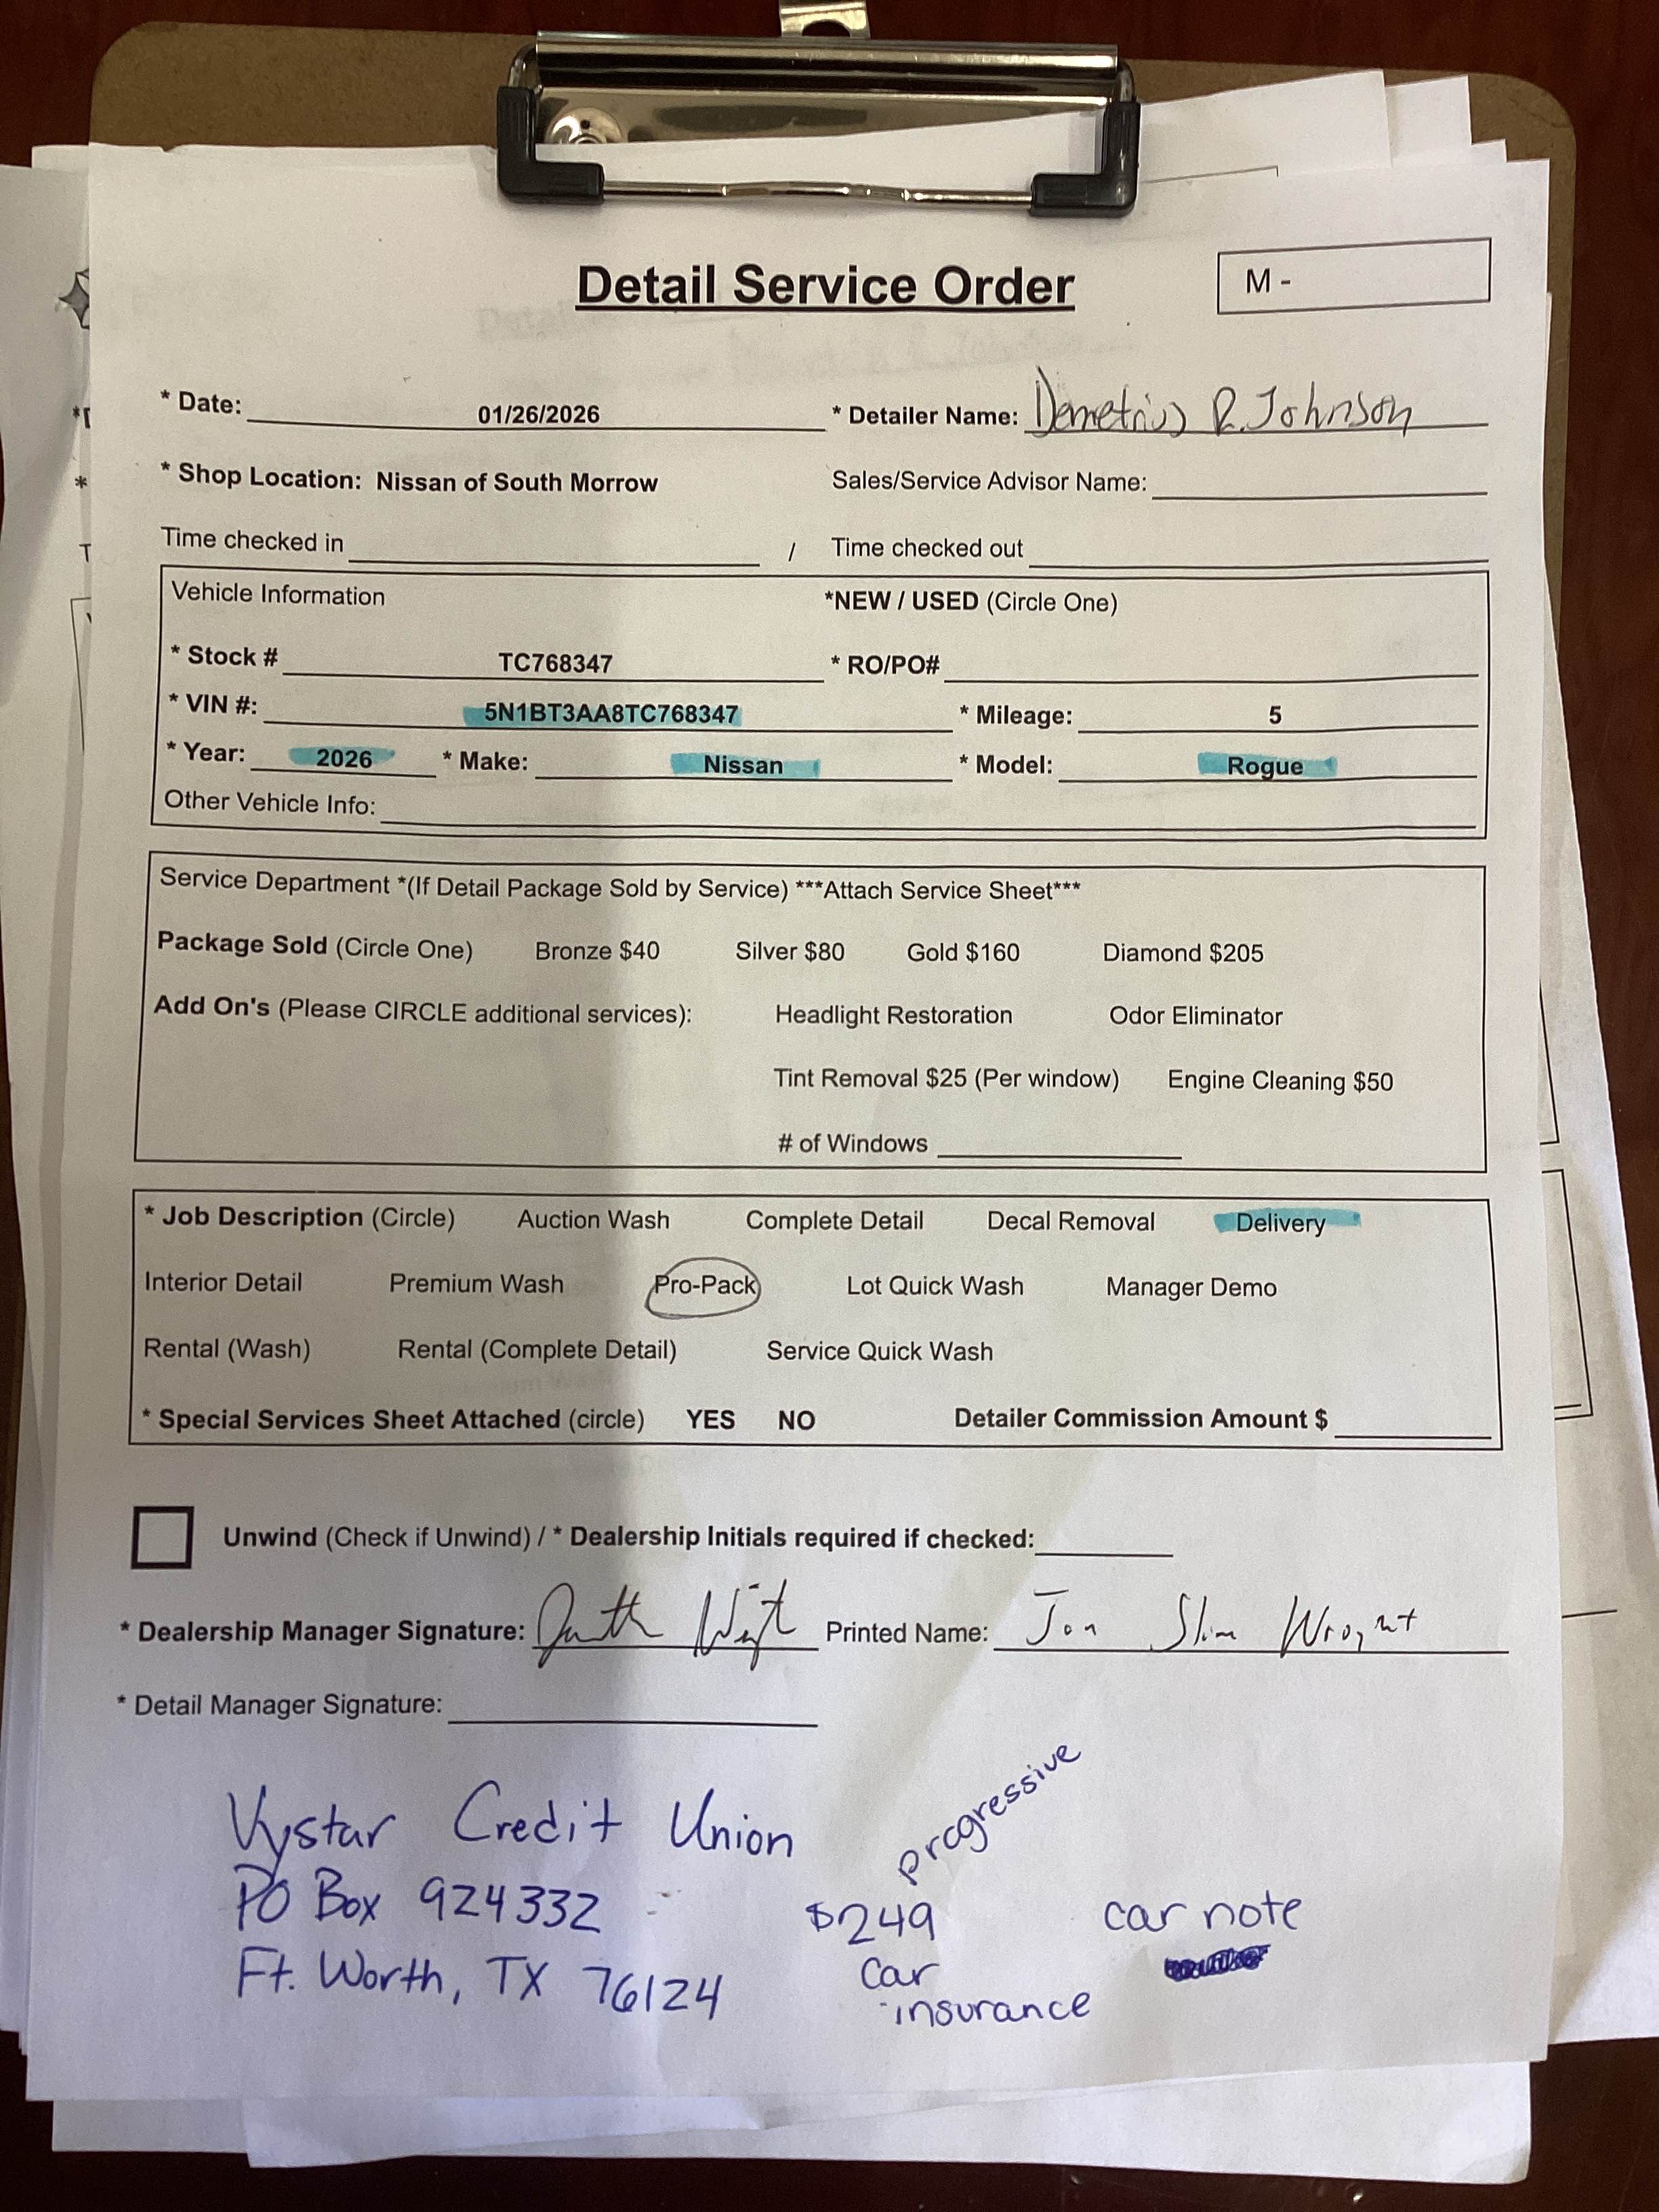 Detail Service Order
M -
* Date: 01/26/2026 * Detailer Name: Demetrius R. Johnson
* Shop Location: Nissan of South Morrow Sales/Service Advisor Name:
Time checked in / Time checked out
Vehicle Information *NEW / USED (Circle One)
* Stock # TC768347 * RO/PO#
* VIN #: 5N1BT3AA8TC768347 * Mileage: 5
* Year: 2026 * Make: Nissan * Model: Rogue
Other Vehicle Info:
Service Department *(If Detail Package Sold by Service) ***Attach Service Sheet***
Package Sold (Circle One) Bronze $40 Silver $80 Gold $160 Diamond $205
Add On's (Please CIRCLE additional services): Headlight Restoration Odor Eliminator
Tint Removal $25 (Per window) Engine Cleaning $50
# of Windows
* Job Description (Circle) Auction Wash Complete Detail Decal Removal Delivery
Interior Detail Premium Wash Pro-Pack Lot Quick Wash Manager Demo
Rental (Wash) Rental (Complete Detail) Service Quick Wash
* Special Services Sheet Attached (circle) YES NO Detailer Commission Amount $
Unwind (Check if Unwind) / * Dealership Initials required if checked:
* Dealership Manager Signature: Printed Name: Jon Slim Wright
* Detail Manager Signature:
Vystar Credit Union
PO Box 924332
Ft. Worth, TX 76124
progressive
$249
car
insurance
car note